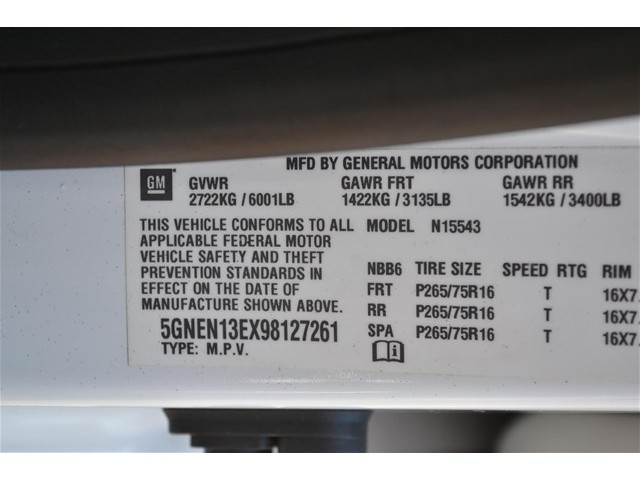 MFD BY GENERAL MOTORS CORPORATION
GM
GVWR GAWR FRT GAWR RR
2722KG / 6001LB 1422KG / 3135LB 1542KG / 3400LB
THIS VEHICLE CONFORMS TO ALL MODEL N15543
APPLICABLE FEDERAL MOTOR
VEHICLE SAFETY AND THEFT
PREVENTION STANDARDS IN NBB6 TIRE SIZE SPEED RTG RIM
EFFECT ON THE DATE OF FRT P265/75R16 T 16X7.
MANUFACTURE SHOWN ABOVE. RR P265/75R16 T 16X7.
5GNEN13EX98127261 SPA P265/75R16 T 16X7.
TYPE: M.P.V.